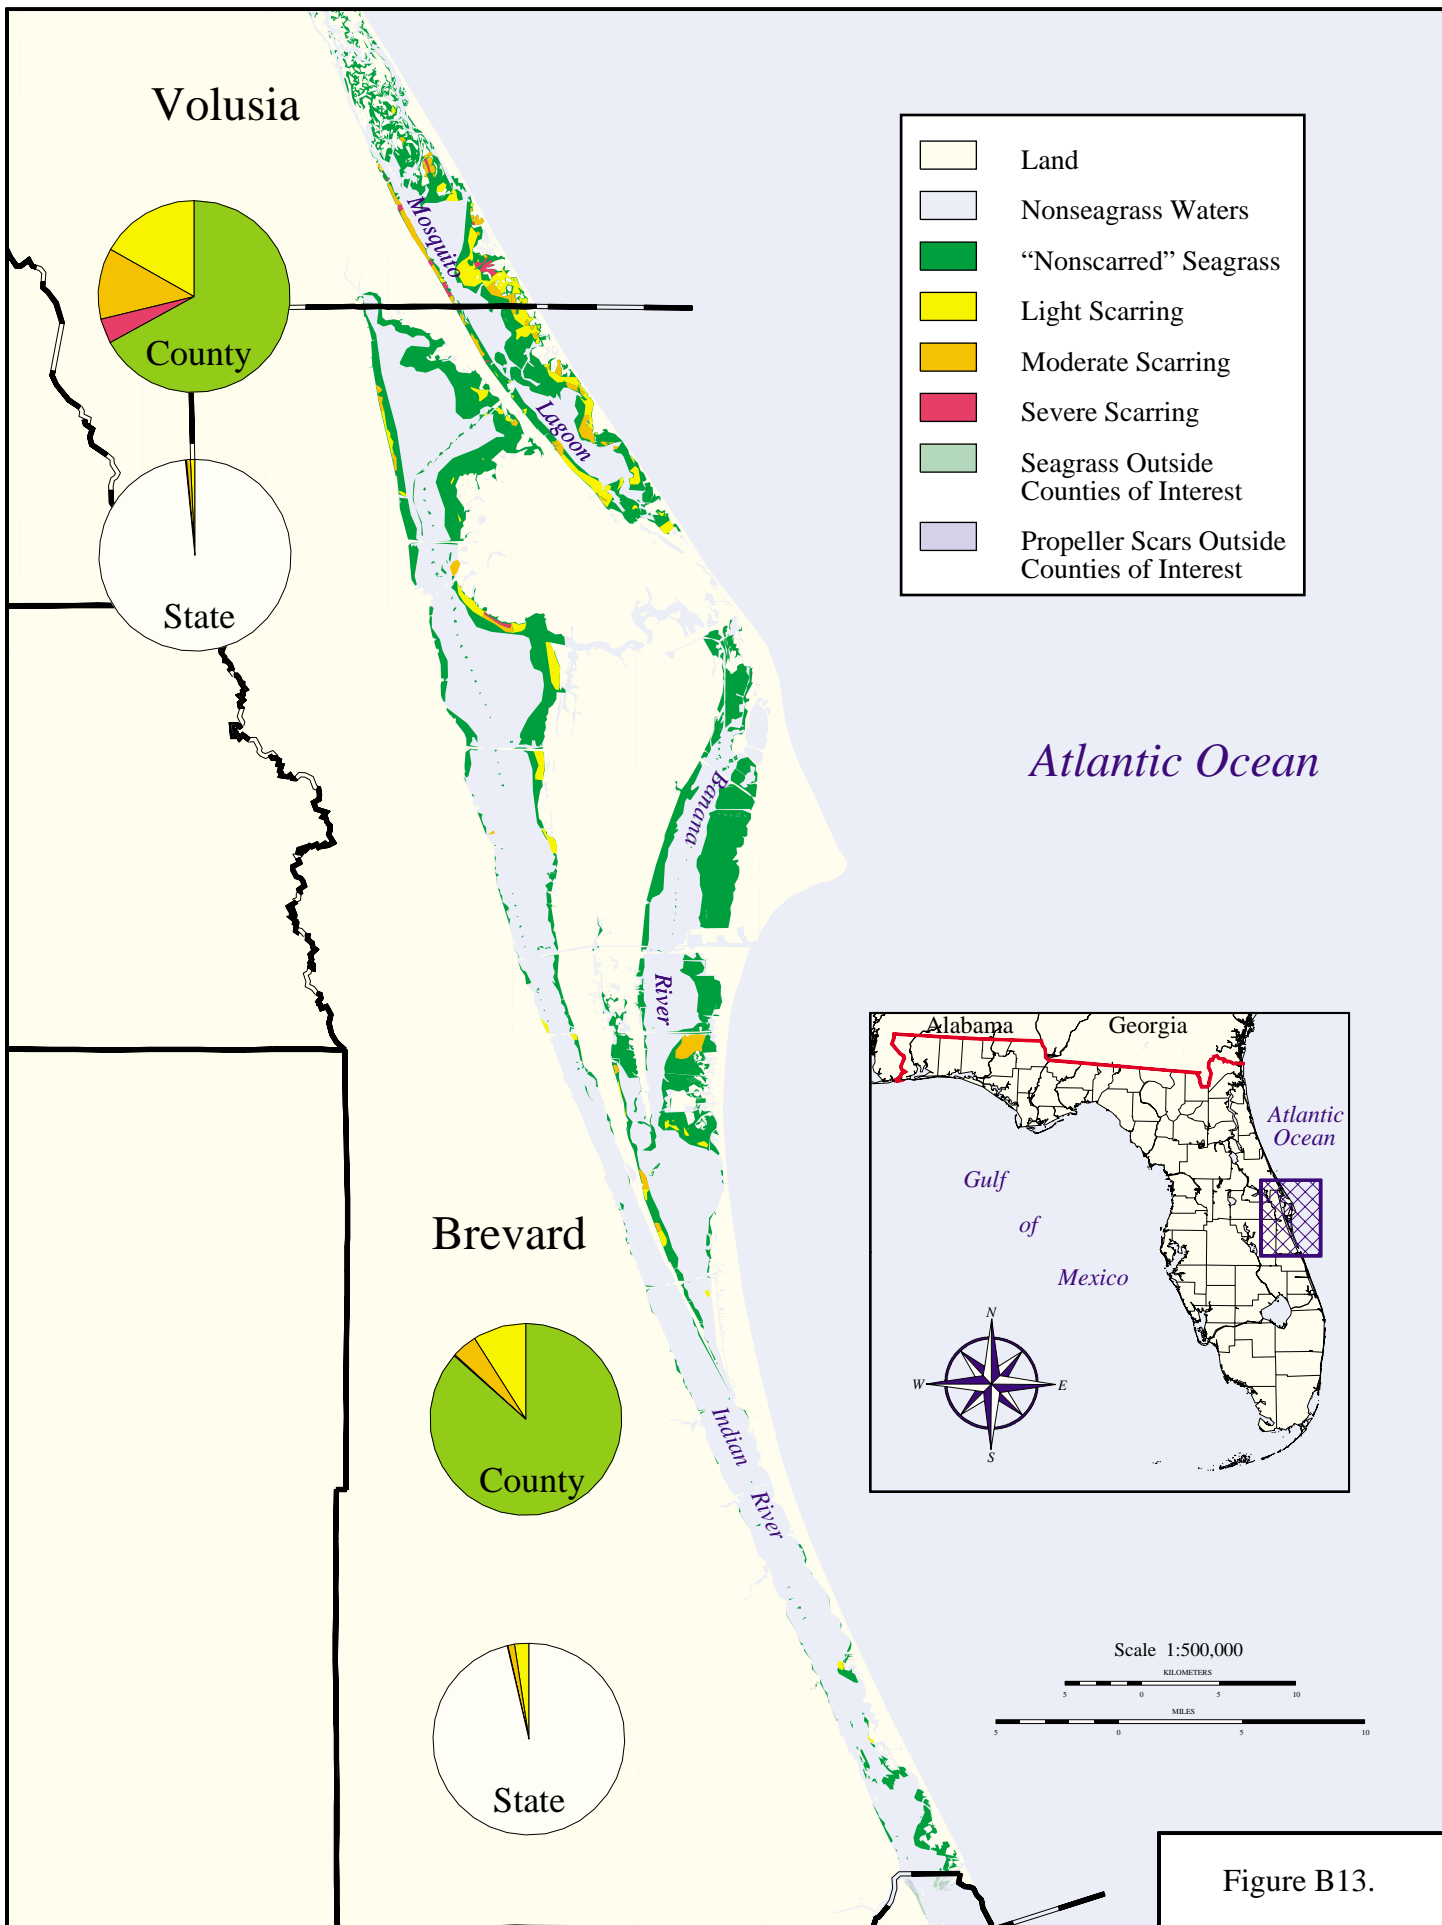 Volusia
County
State
Mosquito
Lagoon
Land
Nonseagrass Waters
“Nonscarred” Seagrass
Light Scarring
Moderate Scarring
Severe Scarring
Seagrass Outside
Counties of Interest
Propeller Scars Outside
Counties of Interest
Atlantic Ocean
Banana
River
Brevard
County
State
Indian
River
Alabama
Georgia
Atlantic
Ocean
Gulf
of
Mexico
N
W
E
S
Scale 1:500,000
KILOMETERS
5 0 5 10
MILES
5 0 5 10
Figure B13.